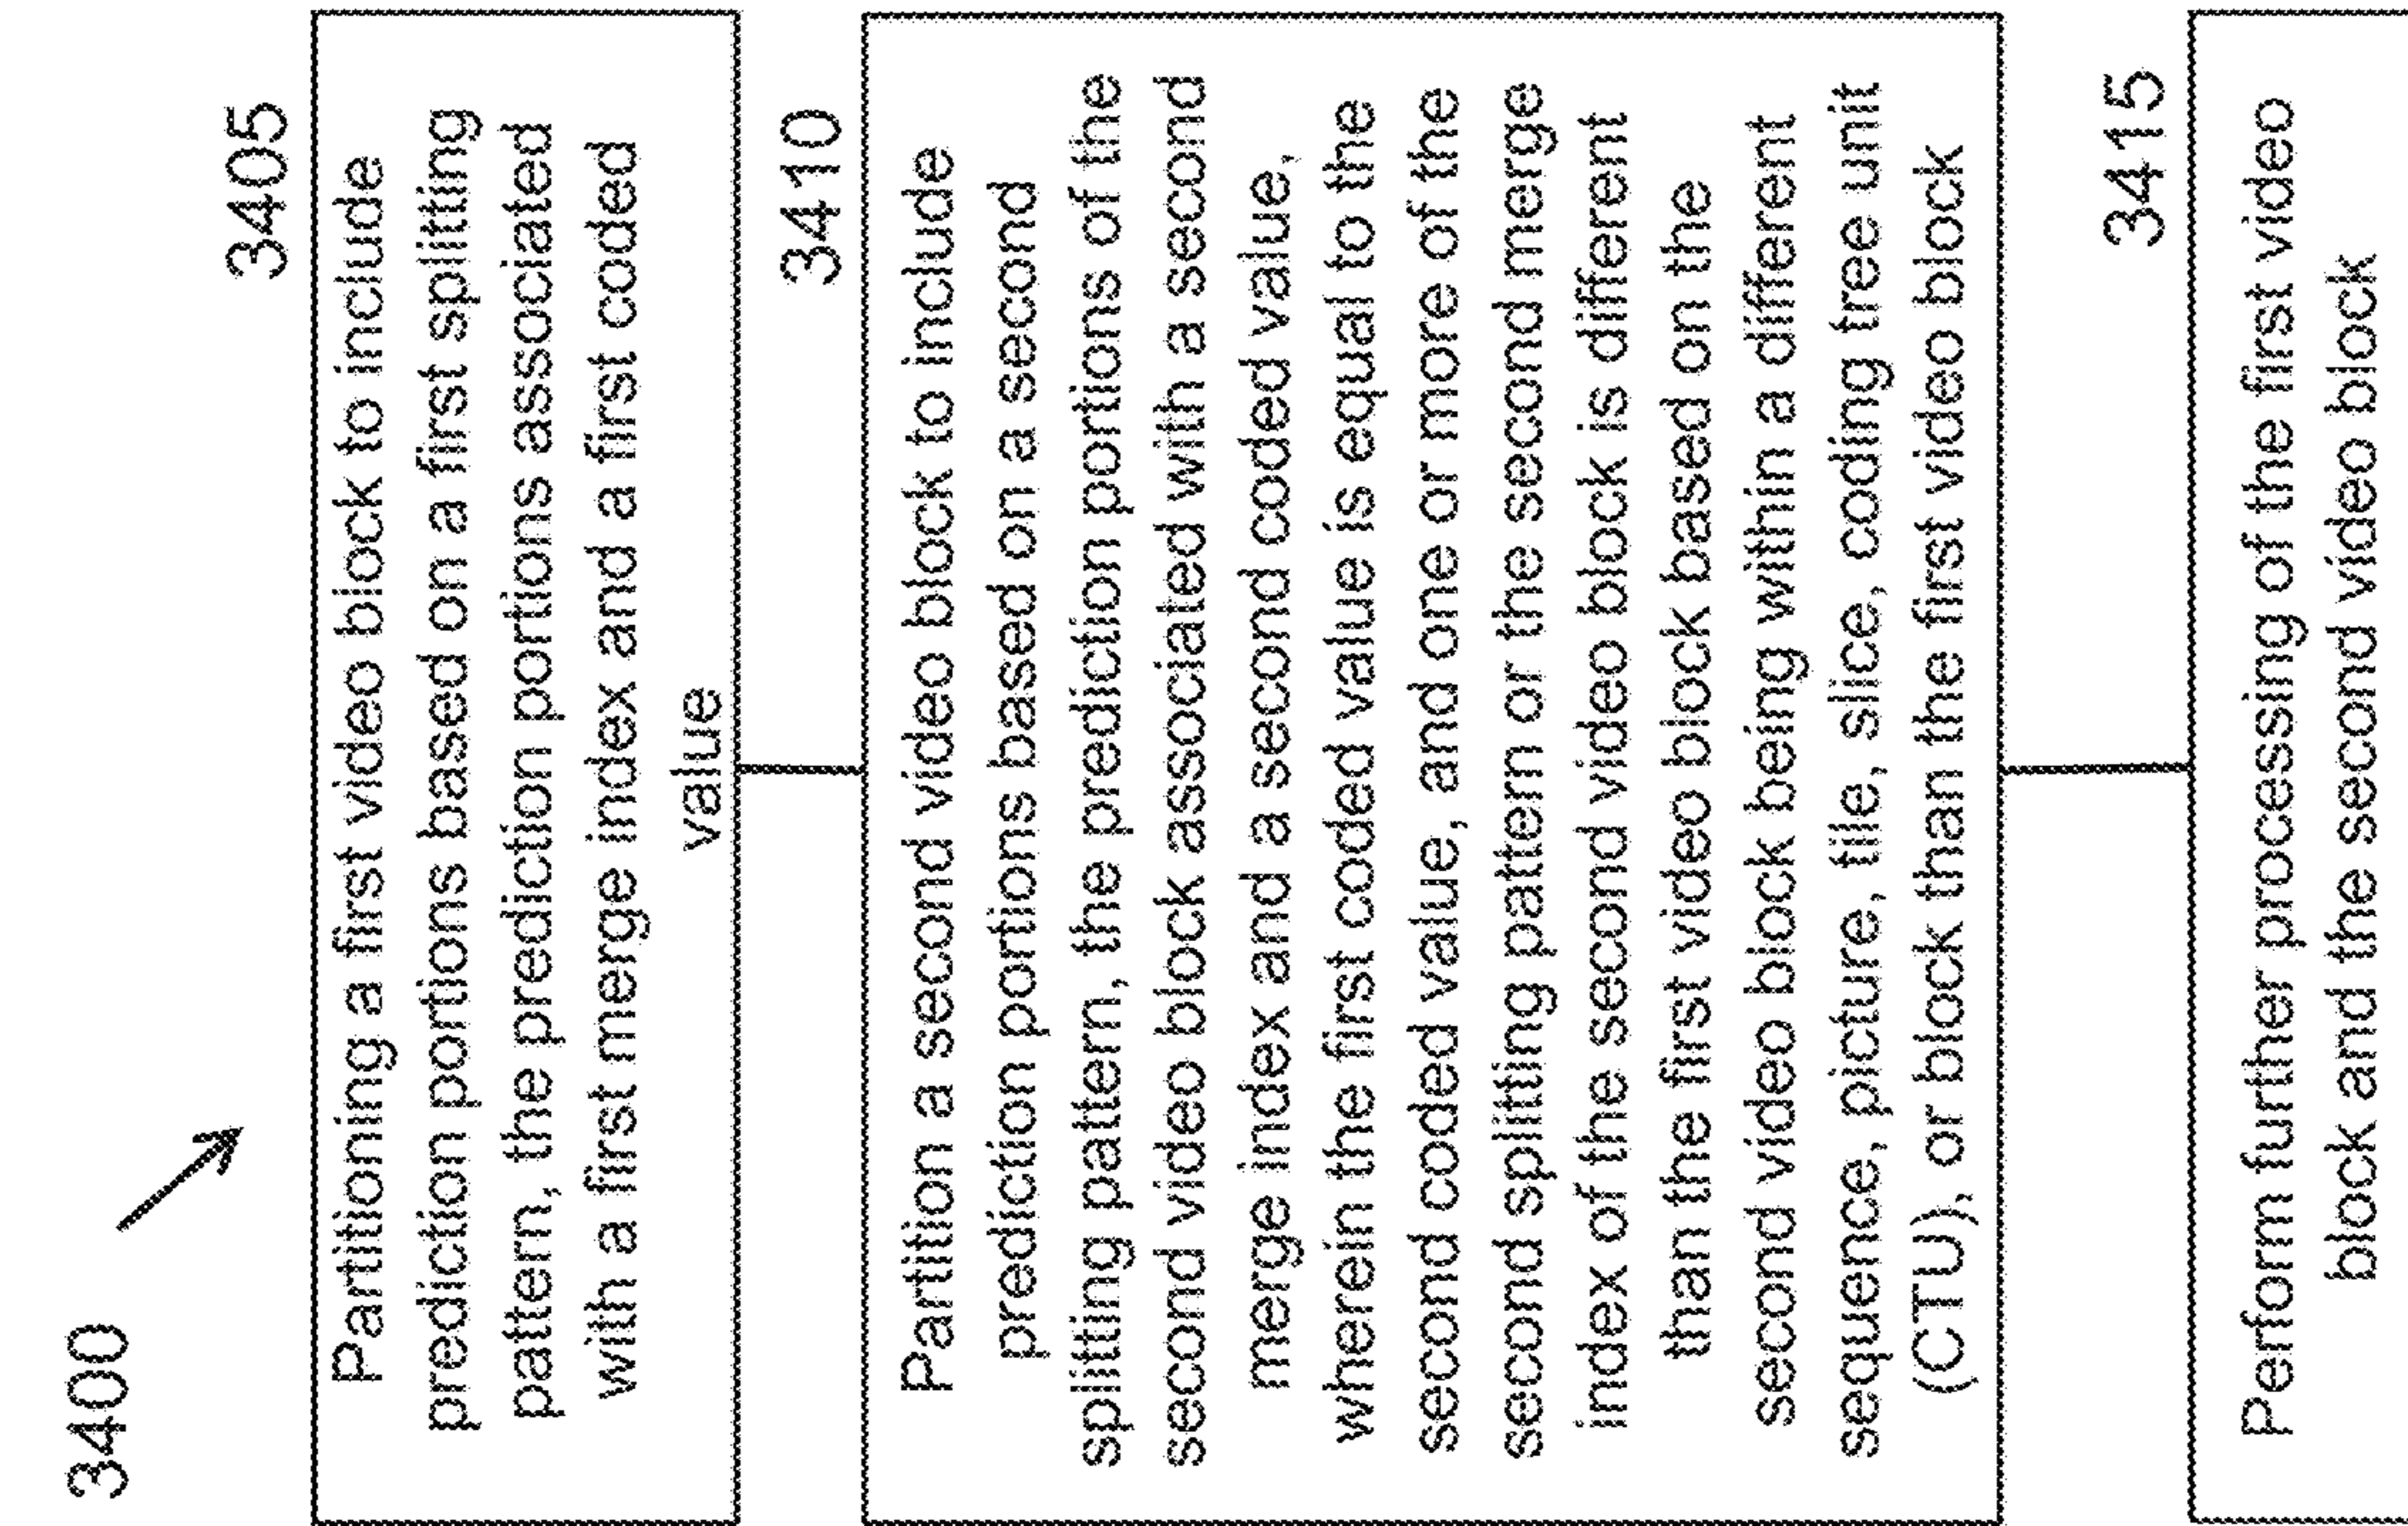 3400
3405
Partitioning a first video block to include
prediction portions based on a first splitting
pattern, the prediction portions associated
with a first merge index and a first coded
value
3410
Partition a second video block to include
prediction portions based on a second
splitting pattern, the prediction portions of the
second video block associated with a second
merge index and a second coded value,
wherein the first coded value is equal to the
second coded value, and one or more of the
second splitting pattern or the second merge
index of the second video block is different
than the first video block based on the
second video block being within a different
sequence, picture, tile, slice, coding tree unit
(CTU), or block than the first video block
3415
Perform further processing of the first video
block and the second video block